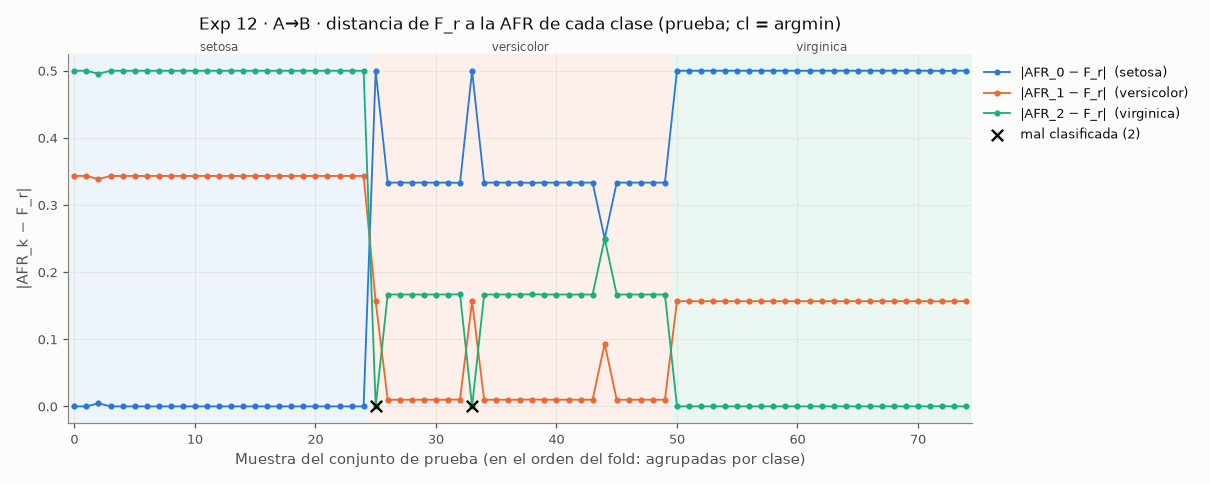 Exp 12 · A→B · distancia de F_r a la AFR de cada clase (prueba; cl = argmin)
setosa
versicolor
virginica
|AFR_k − F_r|
0.5
0.4
0.3
0.2
0.1
0.0
0 10 20 30 40 50 60 70
Muestra del conjunto de prueba (en el orden del fold: agrupadas por clase)
|AFR_0 − F_r| (setosa)
|AFR_1 − F_r| (versicolor)
|AFR_2 − F_r| (virginica)
mal clasificada (2)